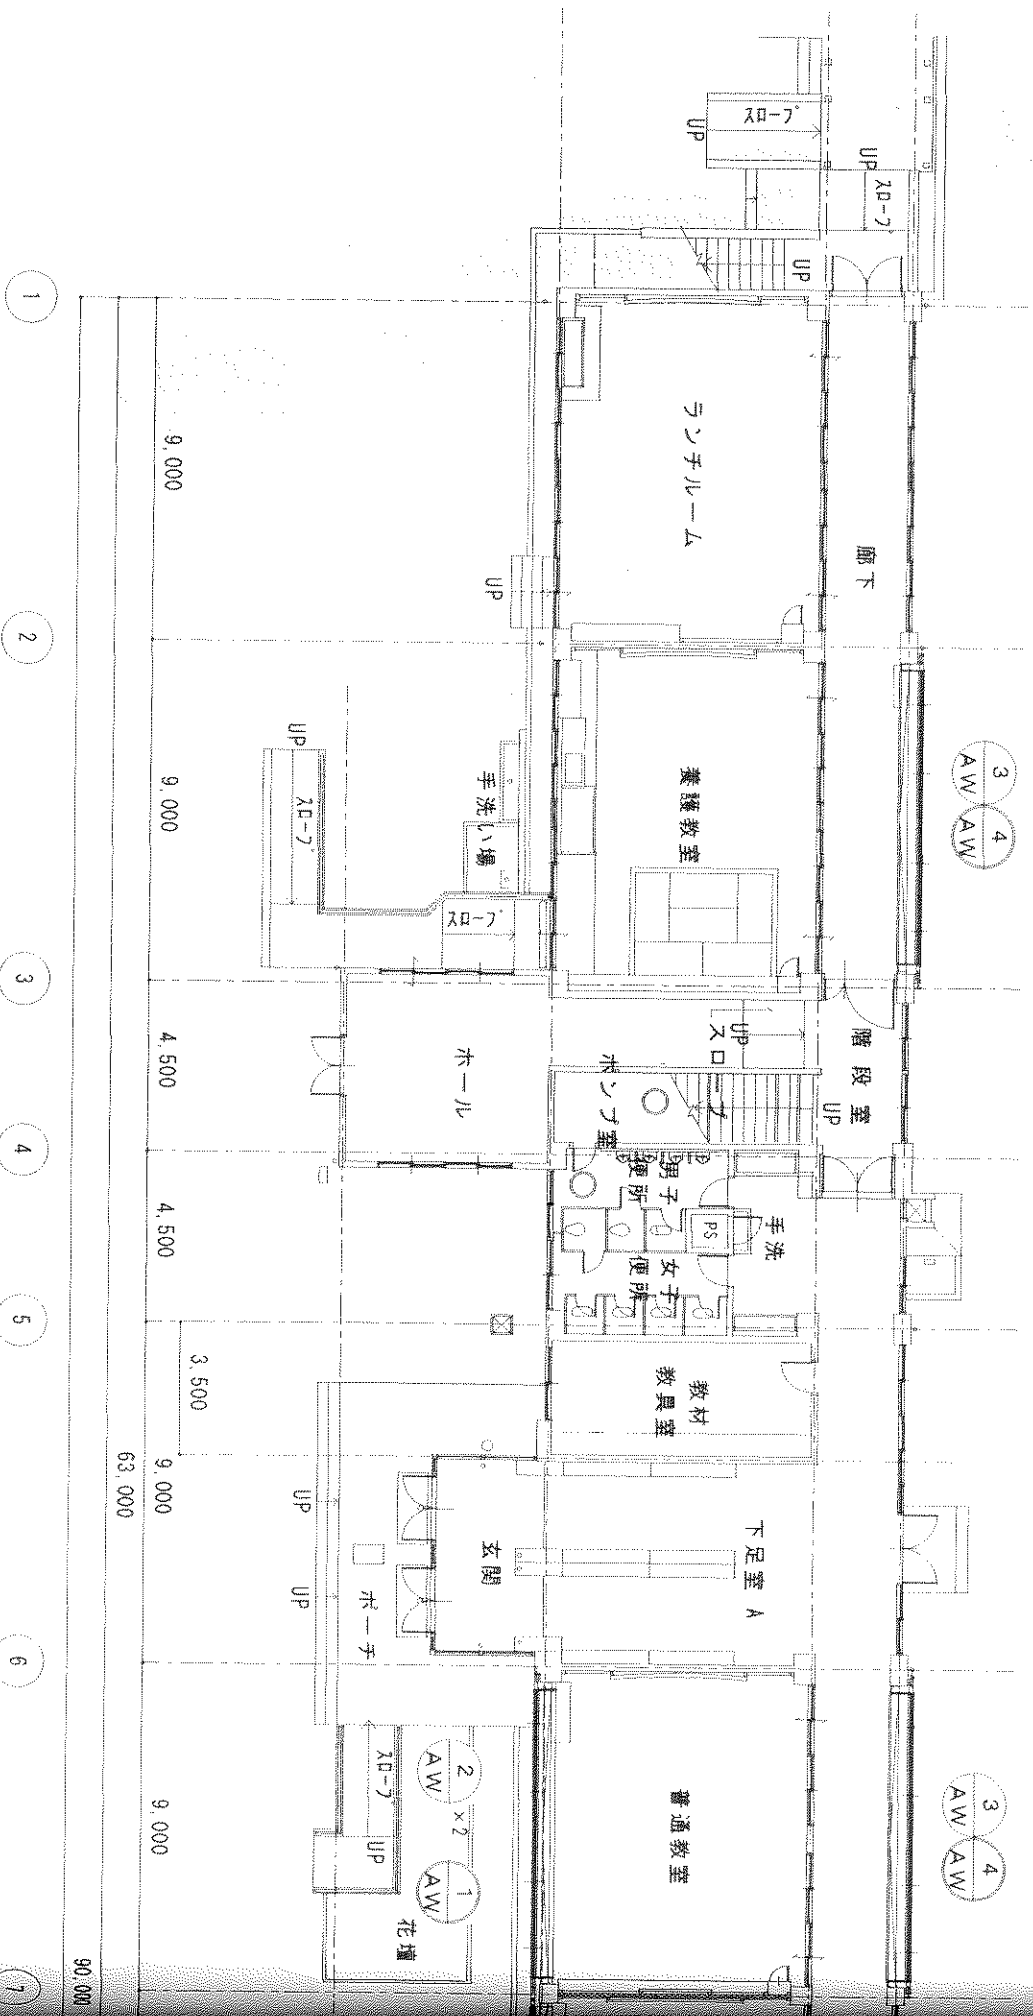 スロープ
UP
UP
スロープ
UP
1
9,000
ランチルーム
廊下
UP
2
9,000
UP
スロープ
手洗い場
スロープ
養護教室
3
AW
4
AW
3
4,500
ホール
ポンプ室
UP
スロープ
UP
階段室
4
4,500
男子
便所
PS
手洗
女子
便所
5
3,500
教材
教具室
9,000
63,000
UP
UP
ポーチ
玄関
下足室 A
6
9,000
スロープ
UP
2
AW
×2
1
AW
花壇
普通教室
3
AW
4
AW
90,000
7